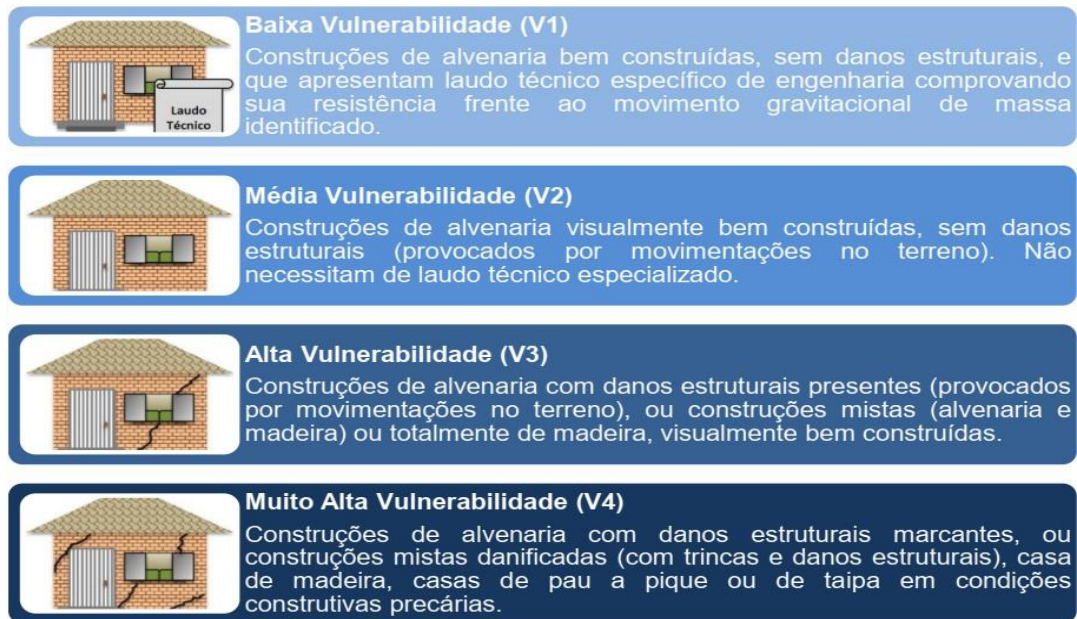 Baixa Vulnerabilidade (V1)
Construções de alvenaria bem construídas, sem danos estruturais, e
que apresentam laudo técnico específico de engenharia comprovando
sua resistência frente ao movimento gravitacional de massa
identificado.
Laudo
Técnico
Média Vulnerabilidade (V2)
Construções de alvenaria visualmente bem construídas, sem danos
estruturais (provocados por movimentações no terreno). Não
necessitam de laudo técnico especializado.
Alta Vulnerabilidade (V3)
Construções de alvenaria com danos estruturais presentes (provocados
por movimentações no terreno), ou construções mistas (alvenaria e
madeira) ou totalmente de madeira, visualmente bem construídas.
Muito Alta Vulnerabilidade (V4)
Construções de alvenaria com danos estruturais marcantes, ou
construções mistas danificadas (com trincas e danos estruturais), casa
de madeira, casas de pau a pique ou de taipa em condições
construtivas precárias.